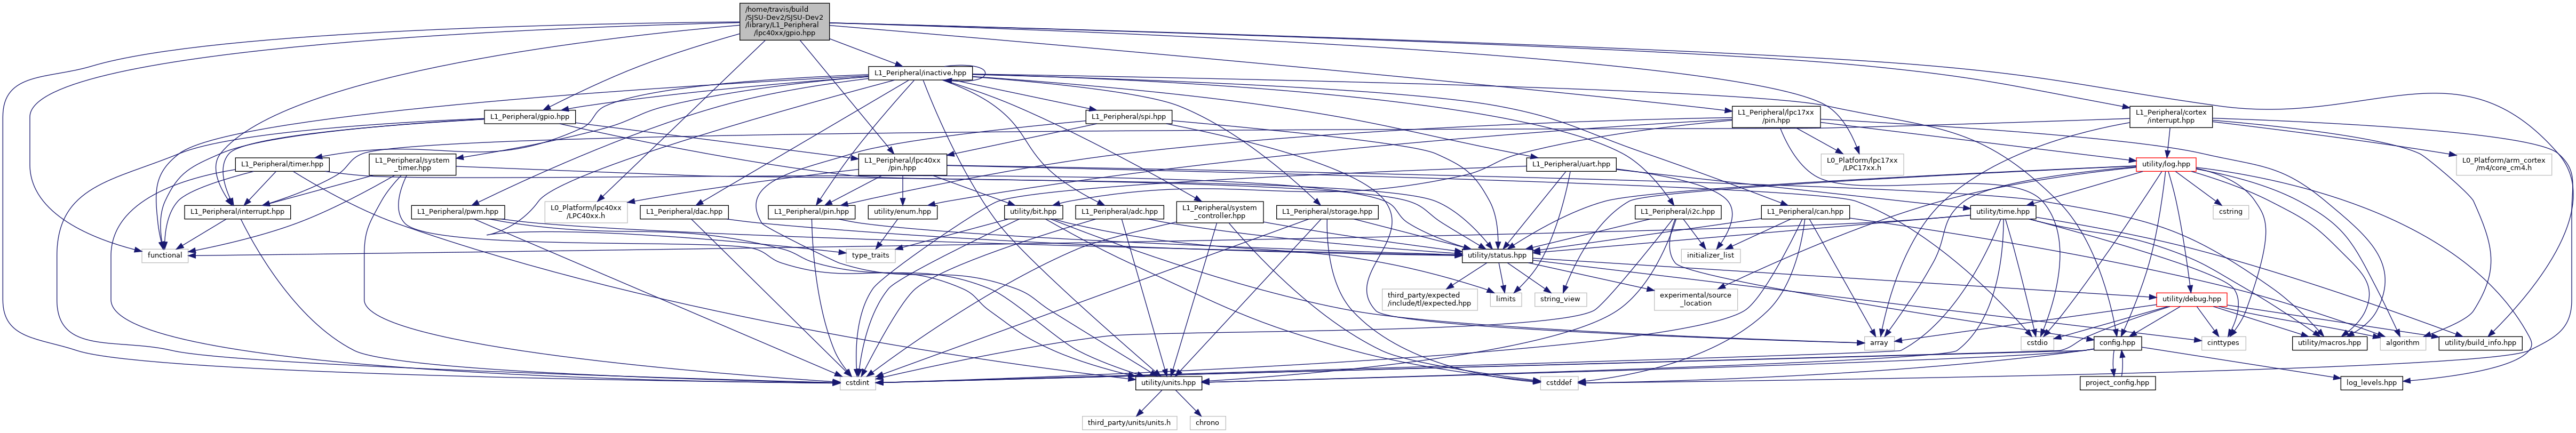 /home/travis/build
/SJSU-Dev2/SJSU-Dev2
/library/L1_Peripheral
/lpc40xx/gpio.hpp
L1_Peripheral/inactive.hpp
L1_Peripheral/gpio.hpp
L1_Peripheral/spi.hpp
L1_Peripheral/lpc17xx
/pin.hpp
L1_Peripheral/cortex
/interrupt.hpp
L1_Peripheral/timer.hpp
L1_Peripheral/system
_timer.hpp
L1_Peripheral/lpc40xx
/pin.hpp
L1_Peripheral/uart.hpp
L0_Platform/lpc17xx
/LPC17xx.h
utility/log.hpp
L0_Platform/arm_cortex
/m4/core_cm4.h
L1_Peripheral/interrupt.hpp
L1_Peripheral/pwm.hpp
L0_Platform/lpc40xx
/LPC40xx.h
L1_Peripheral/dac.hpp
L1_Peripheral/pin.hpp
utility/enum.hpp
utility/bit.hpp
L1_Peripheral/adc.hpp
L1_Peripheral/system
_controller.hpp
L1_Peripheral/storage.hpp
L1_Peripheral/i2c.hpp
L1_Peripheral/can.hpp
utility/time.hpp
cstring
functional
type_traits
utility/status.hpp
initializer_list
third_party/expected
/include/tl/expected.hpp
limits
string_view
experimental/source
_location
utility/debug.hpp
array
cstdio
config.hpp
cinttypes
utility/macros.hpp
algorithm
utility/build_info.hpp
cstdint
utility/units.hpp
cstddef
project_config.hpp
log_levels.hpp
third_party/units/units.h
chrono